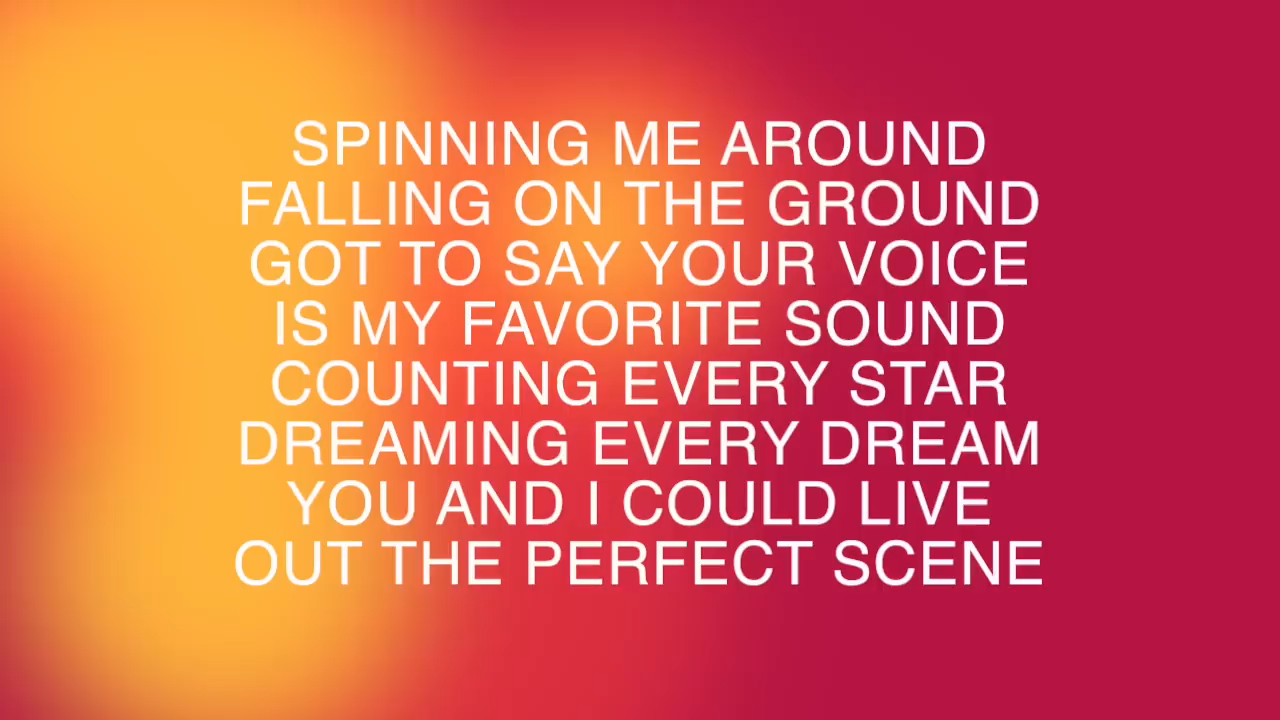 SPINNING ME AROUND
FALLING ON THE GROUND
GOT TO SAY YOUR VOICE
IS MY FAVORITE SOUND
COUNTING EVERY STAR
DREAMING EVERY DREAM
YOU AND I COULD LIVE
OUT THE PERFECT SCENE